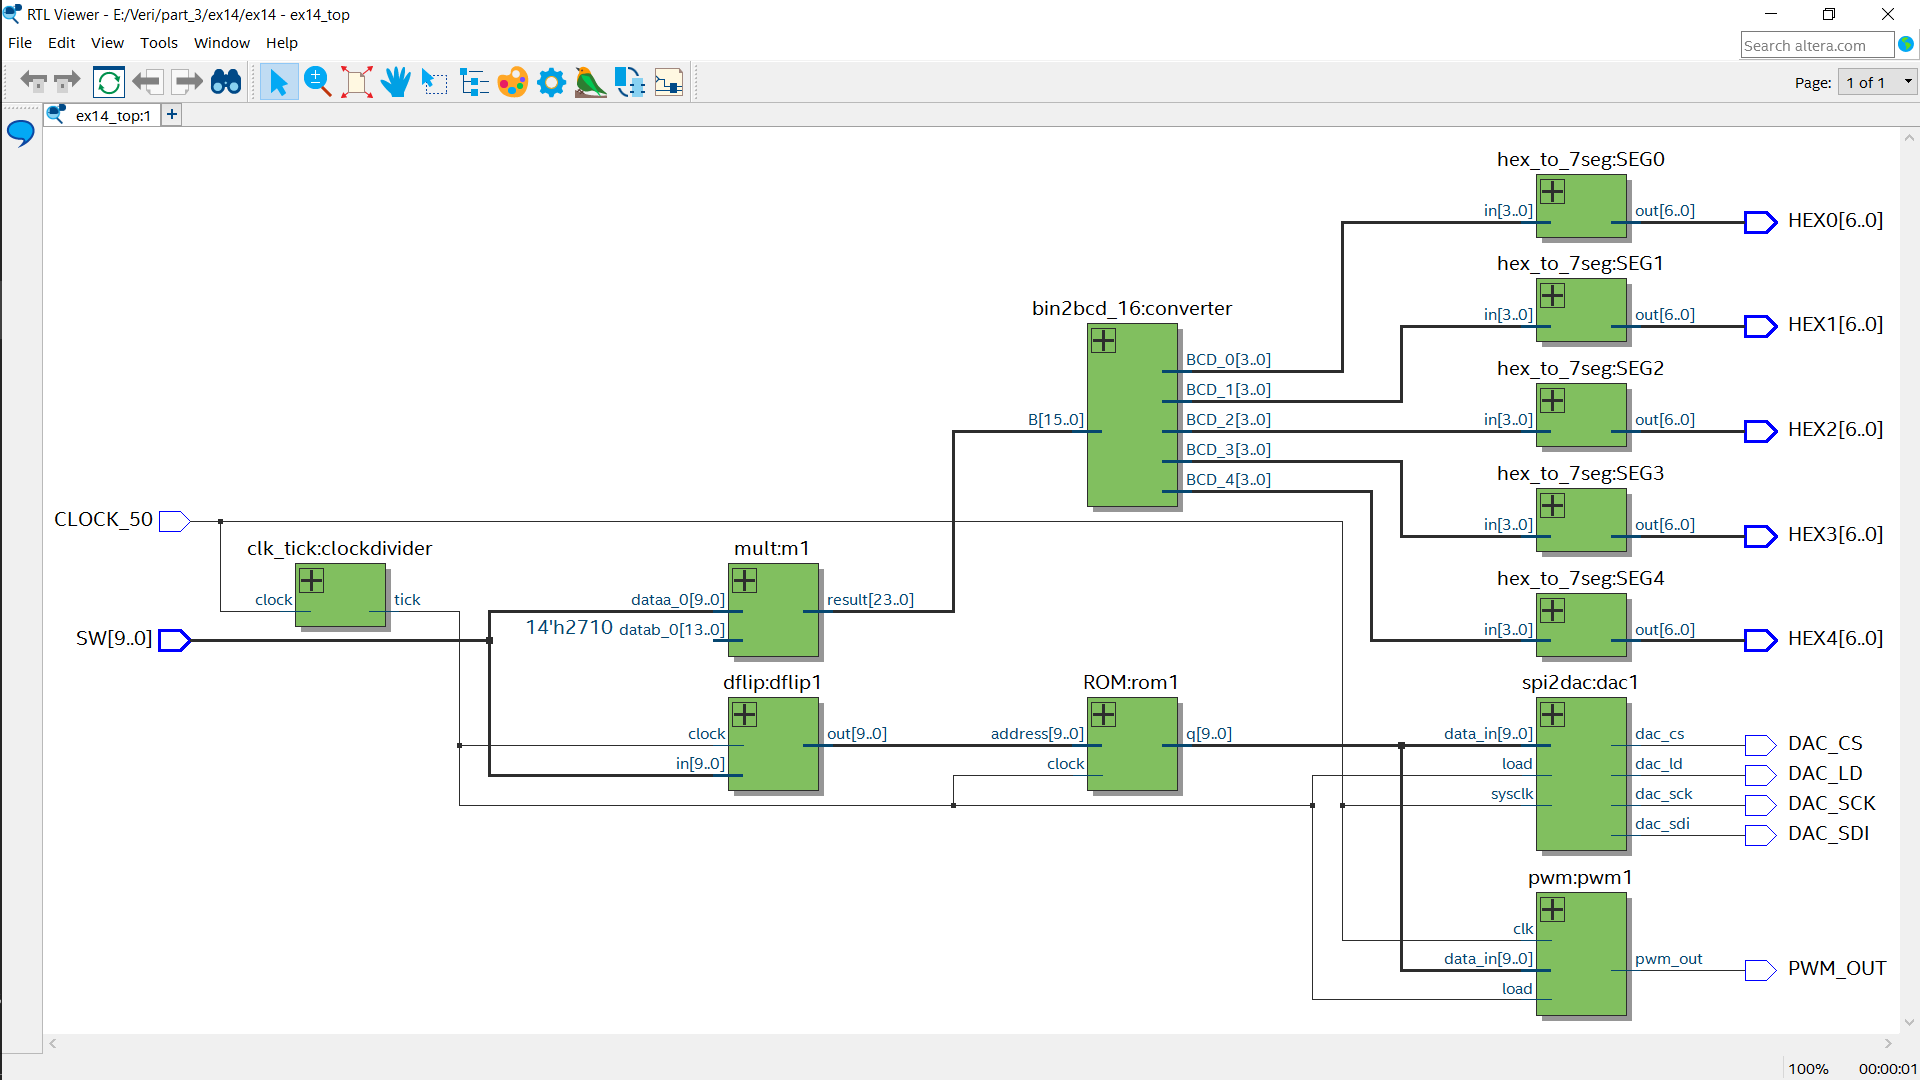 RTL Viewer - E:/Veri/part_3/ex14/ex14 - ex14_top
File Edit View Tools Window Help
Search altera.com
Page: 1 of 1
ex14_top:1 +
hex_to_7seg:SEG0
in[3..0] out[6..0] HEX0[6..0]
hex_to_7seg:SEG1
in[3..0] out[6..0] HEX1[6..0]
bin2bcd_16:converter
BCD_0[3..0]
hex_to_7seg:SEG2
BCD_1[3..0]
B[15..0] BCD_2[3..0] in[3..0] out[6..0] HEX2[6..0]
BCD_3[3..0]
hex_to_7seg:SEG3
BCD_4[3..0]
CLOCK_50 in[3..0] out[6..0] HEX3[6..0]
clk_tick:clockdivider mult:m1
hex_to_7seg:SEG4
clock tick dataa_0[9..0] result[23..0]
SW[9..0] 14'h2710 datab_0[13..0] in[3..0] out[6..0] HEX4[6..0]
dflip:dflip1 ROM:rom1 spi2dac:dac1
clock out[9..0] address[9..0] q[9..0] data_in[9..0] dac_cs DAC_CS
in[9..0] clock load dac_ld DAC_LD
sysclk dac_sck DAC_SCK
dac_sdi DAC_SDI
pwm:pwm1
clk
data_in[9..0] pwm_out PWM_OUT
load
100% 00:00:01